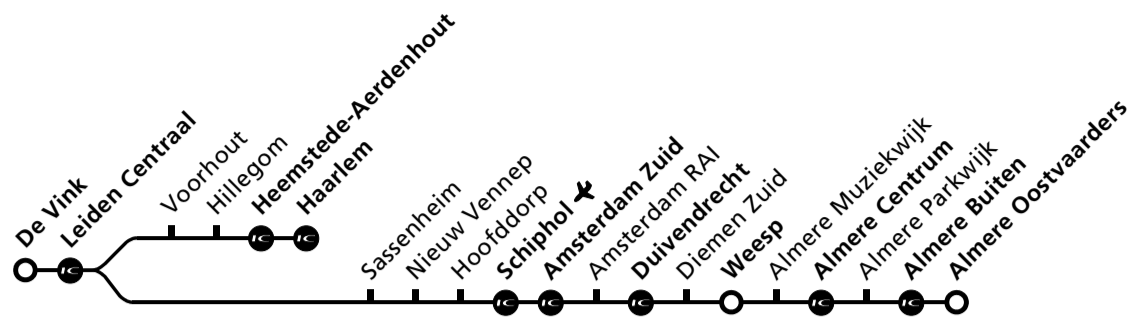 De Vink
Leiden Centraal
Voorhout
Hillegom
Heemstede-Aerdenhout
Haarlem
Sassenheim
Nieuw Vennep
Hoofddorp
Schiphol
Amsterdam Zuid
Amsterdam RAI
Duivendrecht
Diemen Zuid
Weesp
Almere Muziekwijk
Almere Centrum
Almere Parkwijk
Almere Buiten
Almere Oostvaarders
IC
IC
IC
IC
IC
IC
IC
IC